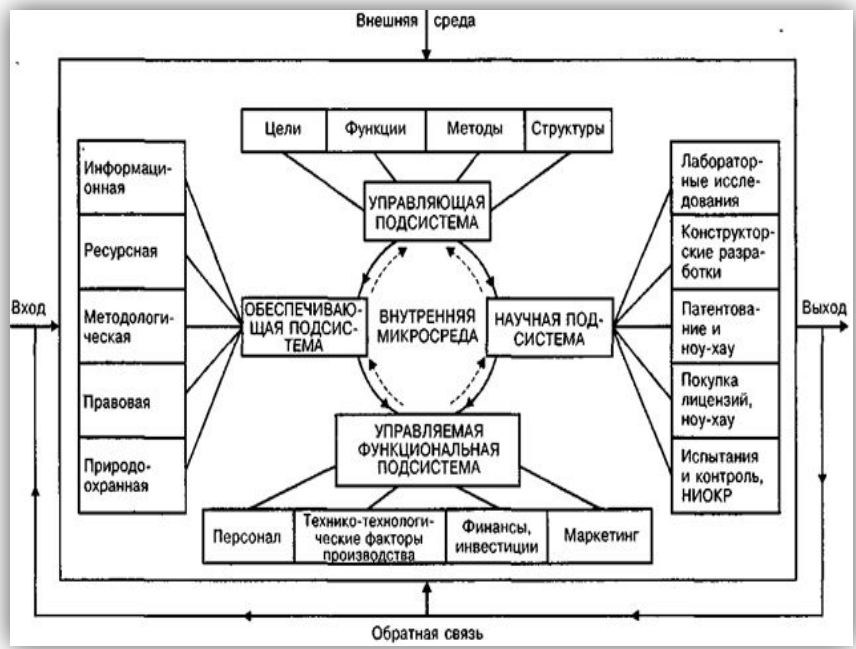 Внешняя среда
Цели
Функции
Методы
Структуры
Информаци-
онная
Ресурсная
Методологи-
ческая
Правовая
Природо-
охранная
УПРАВЛЯЮЩАЯ
ПОДСИСТЕМА
Лаборатор-
ные иссле-
дования
Конструктор-
ские разра-
ботки
Патентова-
ние и
ноу-хау
Покупка
лицензий,
ноу-хау
Испытания
и контроль,
НИОКР
Вход
ОБЕСПЕЧИВАЮ-
ЩАЯ ПОДСИС-
ТЕМА
ВНУТРЕННЯЯ
МИКРОСРЕДА
НАУЧНАЯ ПОД-
СИСТЕМА
Выход
УПРАВЛЯЕМАЯ
ФУНКЦИОНАЛЬНАЯ
ПОДСИСТЕМА
Персонал
Технико-технологи-
ческие факторы
производства
Финансы,
инвестиции
Маркетинг
Обратная связь